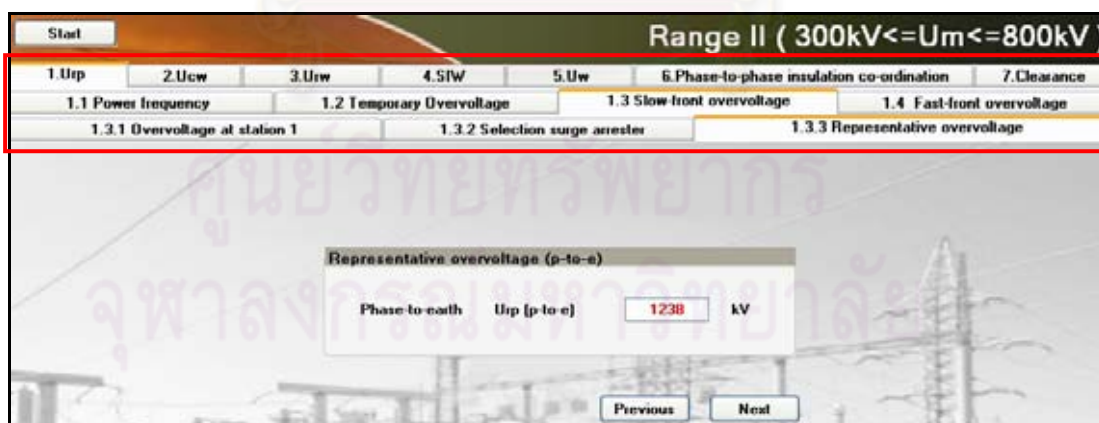 Start
Range II ( 300kV<=Um<=800kV )
1.Urp 2.Ucw 3.Urw 4.SIW 5.Uw 6.Phase-to-phase insulation co-ordination 7.Clearance
1.1 Power frequency 1.2 Temporary Overvoltage 1.3 Slow-front overvoltage 1.4 Fast-front overvoltage
1.3.1 Overvoltage at station 1 1.3.2 Selection surge arrester 1.3.3 Representative overvoltage
ศูนย์วิทยทรัพยากร
Representative overvoltage (p-to-e)
จุฬาลงกรณ์มหาวิทยาลัย
Phase-to-earth Urp (p-to-e) 1238 kV
Previous Next